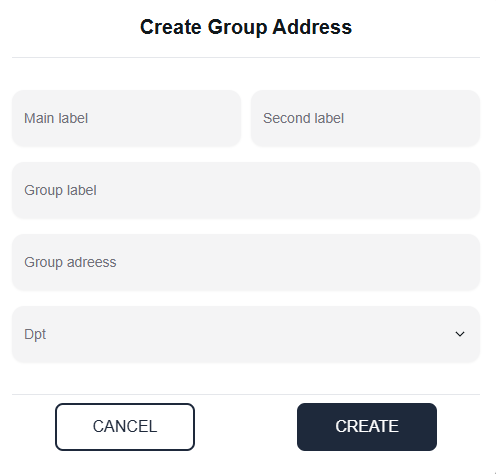 Create Group Address
Main label
Second label
Group label
Group adreess
Dpt
CANCEL
CREATE